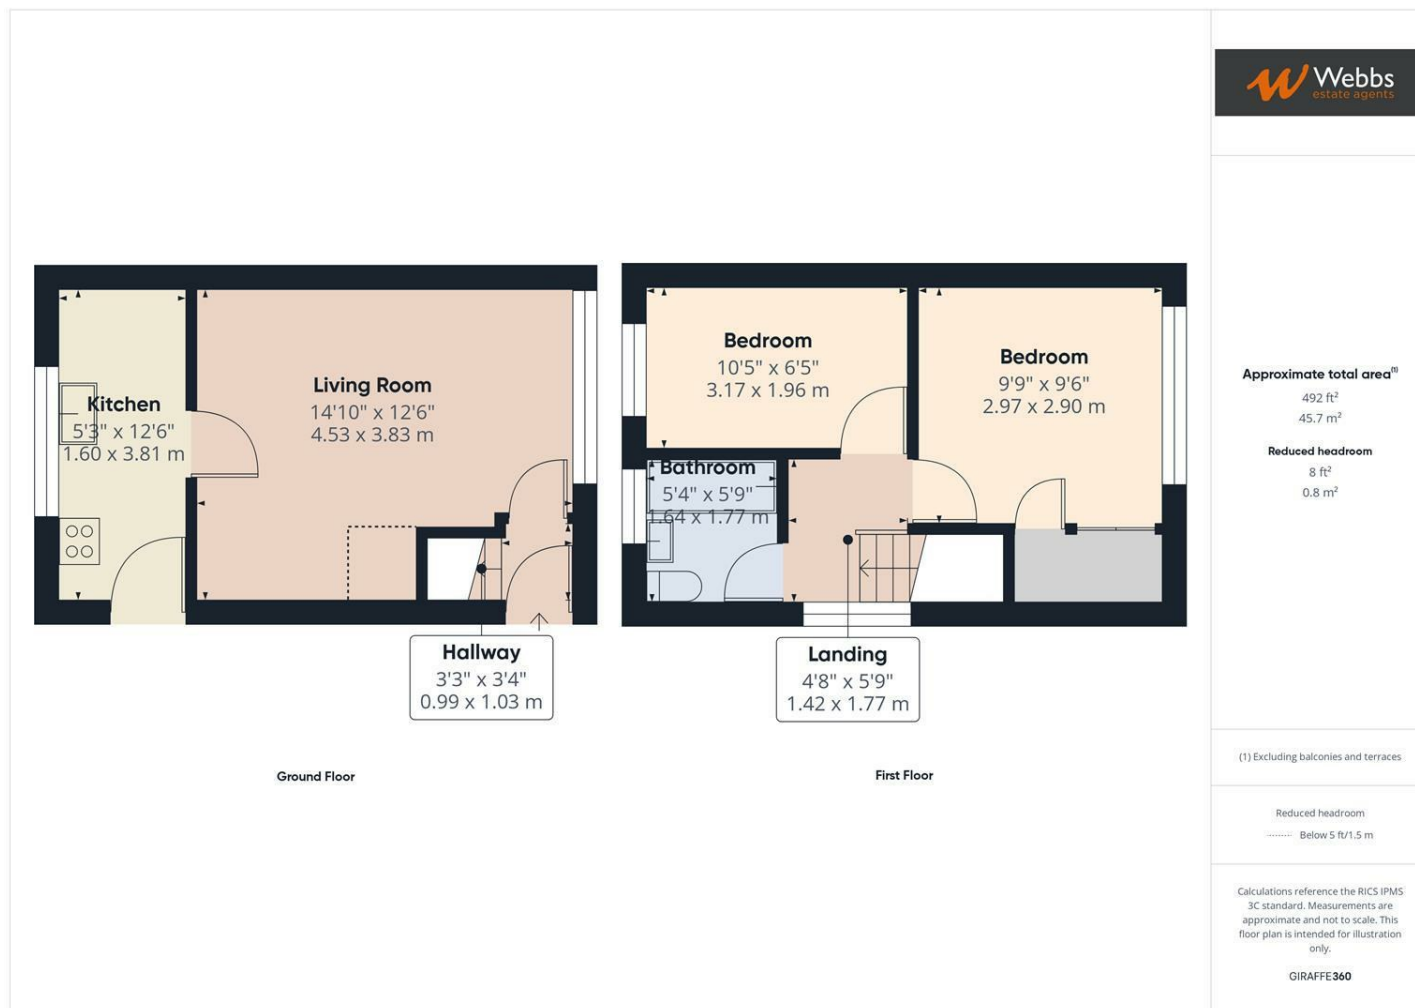 Kitchen
5'3" x 12'6"
1.60 x 3.81 m
Living Room
14'10" x 12'6"
4.53 x 3.83 m
Hallway
3'3" x 3'4"
0.99 x 1.03 m
Ground Floor
Bedroom
10'5" x 6'5"
3.17 x 1.96 m
Bedroom
9'9" x 9'6"
2.97 x 2.90 m
Bathroom
5'4" x 5'9"
1.64 x 1.77 m
Landing
4'8" x 5'9"
1.42 x 1.77 m
First Floor
Webbs
estate agents
Approximate total area(1)
492 ft²
45.7 m²
Reduced headroom
8 ft²
0.8 m²
(1) Excluding balconies and terraces
Reduced headroom
Below 5 ft/1.5 m
Calculations reference the RICS IPMS
3C standard. Measurements are
approximate and not to scale. This
floor plan is intended for illustration
only.
GIRAFFE360